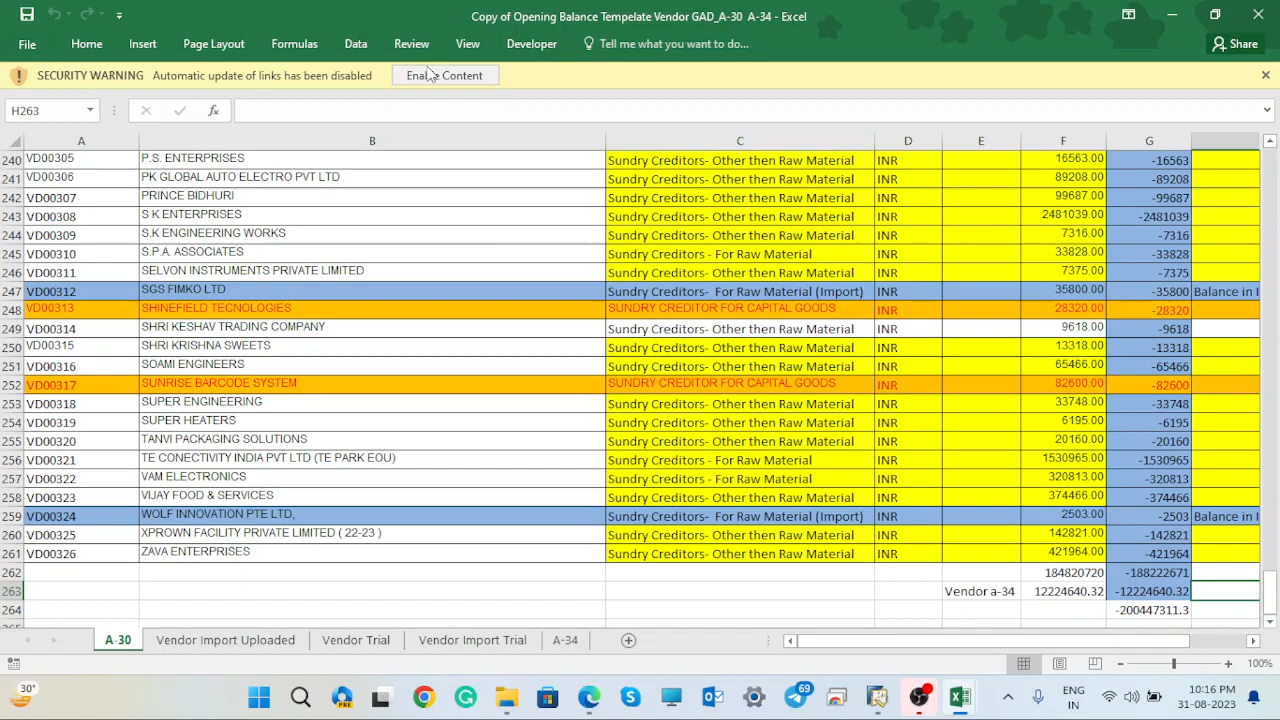 Copy of Opening Balance Tempelate Vendor GAD_A-30 A-34 - Excel
File Home Insert Page Layout Formulas Data Review View Developer Tell me what you want to do... Share
SECURITY WARNING Automatic update of links has been disabled Enable Content
H263 fx
A B C D E F G
240 VD00305 P.S. ENTERPRISES Sundry Creditors- Other then Raw Material INR 16563.00 -16563
241 VD00306 PK GLOBAL AUTO ELECTRO PVT LTD Sundry Creditors- Other then Raw Material INR 89208.00 -89208
242 VD00307 PRINCE BIDHURI Sundry Creditors- Other then Raw Material INR 99687.00 -99687
243 VD00308 S K ENTERPRISES Sundry Creditors- Other then Raw Material INR 2481039.00 -2481039
244 VD00309 S.K ENGINEERING WORKS Sundry Creditors- Other then Raw Material INR 7316.00 -7316
245 VD00310 S.P.A. ASSOCIATES Sundry Creditors - For Raw Material INR 33828.00 -33828
246 VD00311 SELVON INSTRUMENTS PRIVATE LIMITED Sundry Creditors- Other then Raw Material INR 7375.00 -7375
247 VD00312 SGS FIMKO LTD Sundry Creditors- For Raw Material (Import) INR 35800.00 -35800 Balance in I
248 VD00313 SHINEFIELD TECNOLOGIES SUNDRY CREDITOR FOR CAPITAL GOODS INR 28320.00 -28320
249 VD00314 SHRI KESHAV TRADING COMPANY Sundry Creditors- Other then Raw Material INR 9618.00 -9618
250 VD00315 SHRI KRISHNA SWEETS Sundry Creditors- Other then Raw Material INR 13318.00 -13318
251 VD00316 SOAMI ENGINEERS Sundry Creditors- Other then Raw Material INR 65466.00 -65466
252 VD00317 SUNRISE BARCODE SYSTEM SUNDRY CREDITOR FOR CAPITAL GOODS INR 82600.00 -82600
253 VD00318 SUPER ENGINEERING Sundry Creditors- Other then Raw Material INR 33748.00 -33748
254 VD00319 SUPER HEATERS Sundry Creditors- Other then Raw Material INR 6195.00 -6195
255 VD00320 TANVI PACKAGING SOLUTIONS Sundry Creditors- Other then Raw Material INR 20160.00 -20160
256 VD00321 TE CONECTIVITY INDIA PVT LTD (TE PARK EOU) Sundry Creditors - For Raw Material INR 1530965.00 -1530965
257 VD00322 VAM ELECTRONICS Sundry Creditors - For Raw Material INR 320813.00 -320813
258 VD00323 VIJAY FOOD & SERVICES Sundry Creditors- Other then Raw Material INR 374466.00 -374466
259 VD00324 WOLF INNOVATION PTE LTD, Sundry Creditors- For Raw Material (Import) INR 2503.00 -2503 Balance in I
260 VD00325 XPROWN FACILITY PRIVATE LIMITED ( 22-23 ) Sundry Creditors- Other then Raw Material INR 142821.00 -142821
261 VD00326 ZAVA ENTERPRISES Sundry Creditors- Other then Raw Material INR 421964.00 -421964
262 184820720 -188222671
263 Vendor a-34 12224640.32 -12224640.32
264 -200447311.3
A-30 Vendor Import Uploaded Vendor Trial Vendor Import Trial A-34
100%
30° PRE 69 ENG IN 10:16 PM 31-08-2023